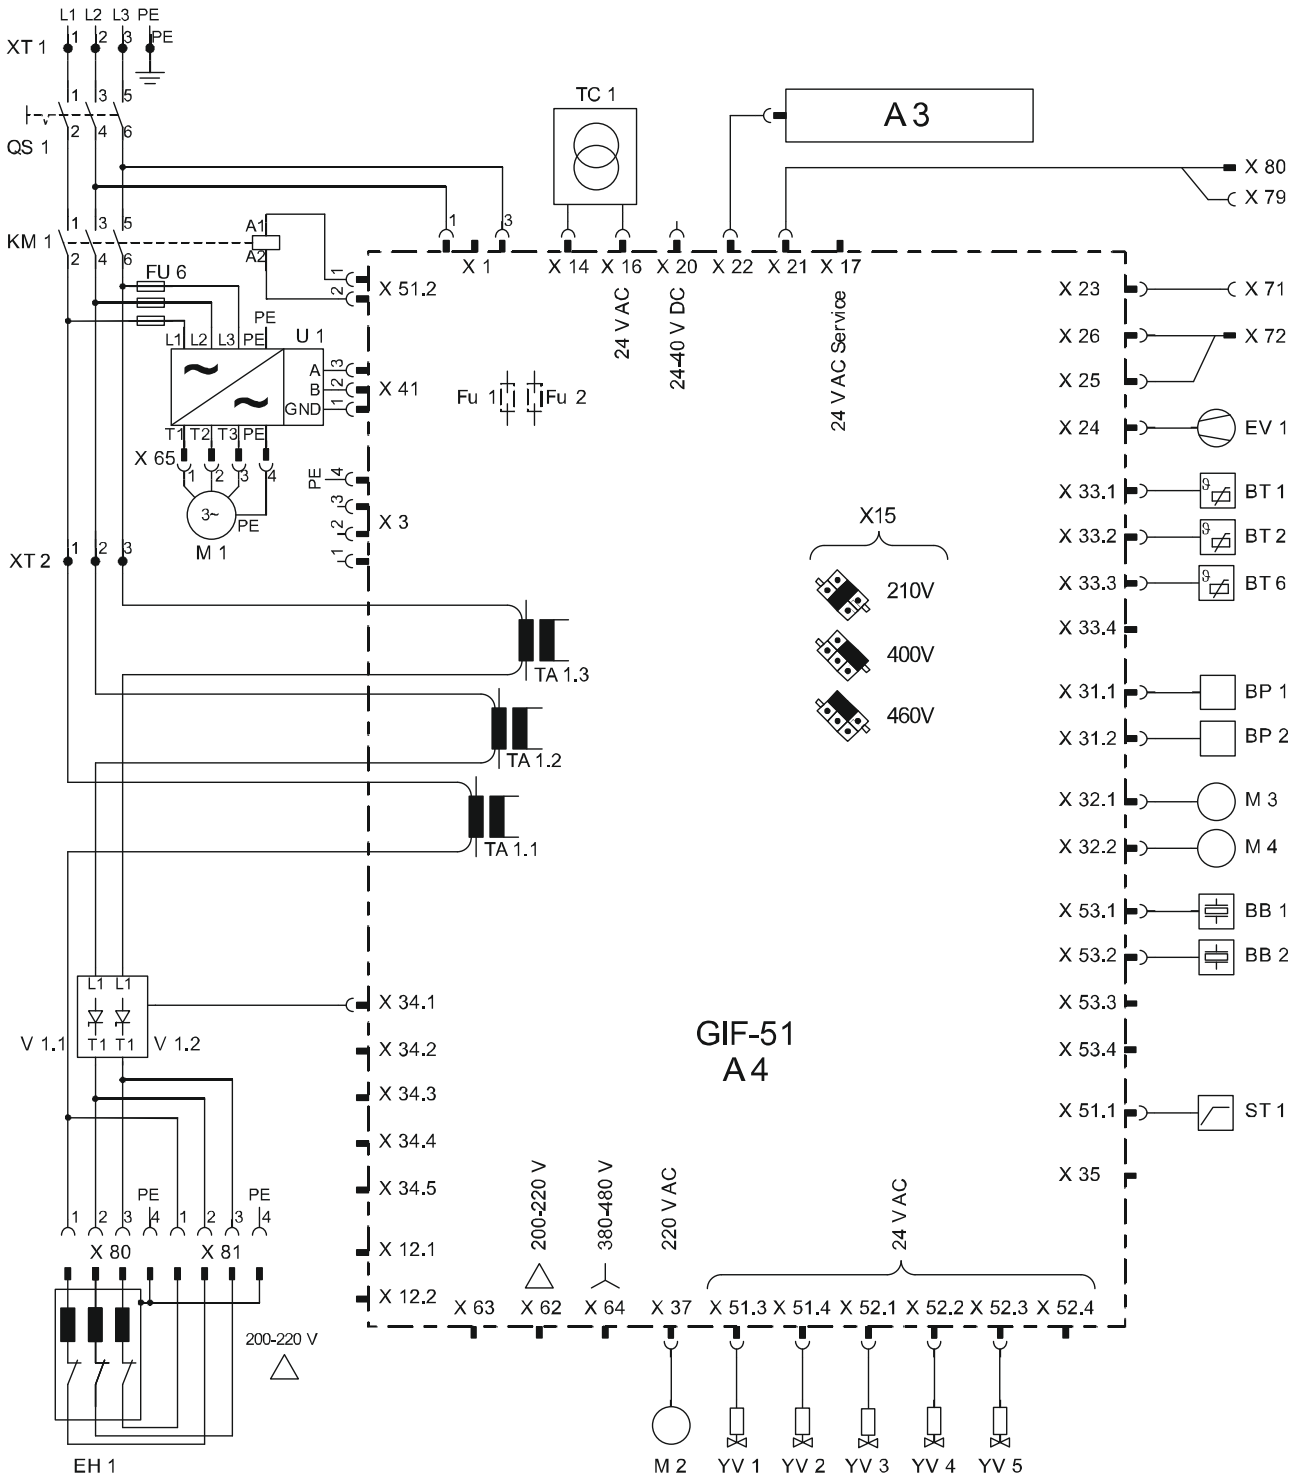 L1 L2 L3 PE
XT 1 1 2 3 PE
1 3 5
QS 1 2 4 6
TC 1
A 3
X 80
X 79
1 3 5
KM 1 2 4 6
A1
A2
1 3
X 1 X 14 X 16 X 20 X 22 X 21 X 17
24 V AC
24-40 V DC
24 V AC Service
FU 6
1
2
X 51.2
L1 L2 L3 PE
PE
U 1
A 3
B 2
GND 1
X 41
Fu 1 Fu 2
T1 T2 T3 PE
X 65 1 2 3 4
3~
PE
M 1
PE 4
3
2
1
X 3
XT 2 1 2 3
X15
210V
400V
460V
TA 1.3
TA 1.2
TA 1.1
X 23 X 71
X 26 X 72
X 25
X 24 EV 1
X 33.1 ϑ BT 1
X 33.2 ϑ BT 2
X 33.3 ϑ BT 6
X 33.4
X 31.1 BP 1
X 31.2 BP 2
X 32.1 M 3
X 32.2 M 4
X 53.1 BB 1
X 53.2 BB 2
X 53.3
X 53.4
X 51.1 ST 1
X 35
GIF-51
A 4
L1 L1
V 1.1 T1 T1 V 1.2
X 34.1
X 34.2
X 34.3
X 34.4
X 34.5
X 12.1
X 12.2
PE PE
1 2 3 4 1 2 3 4
X 80 X 81
200-220 V
EH 1
200-220 V
380-480 V
220 V AC
24 V AC
X 63 X 62 X 64 X 37 X 51.3 X 51.4 X 52.1 X 52.2 X 52.3 X 52.4
M 2 YV 1 YV 2 YV 3 YV 4 YV 5